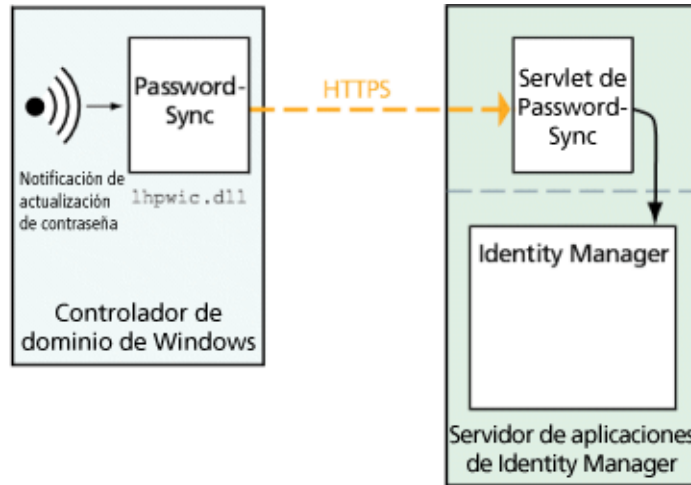 Password-
Sync
lhpwic.dll
Notificación de
actualización
de contraseña
Controlador de
dominio de Windows
HTTPS
Servlet de
Password-
Sync
Identity Manager
Servidor de aplicaciones
de Identity Manager